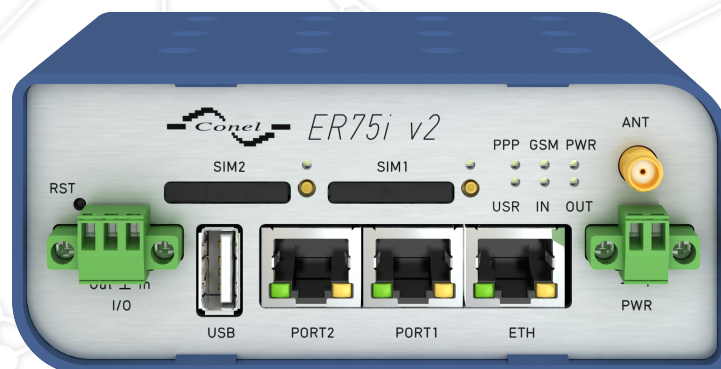 Conel ER75i v2
ANT
PPP GSM PWR
SIM2 SIM1
RST
USR IN OUT
Out ⊥ In
I/O
PWR
USB PORT2 PORT1 ETH